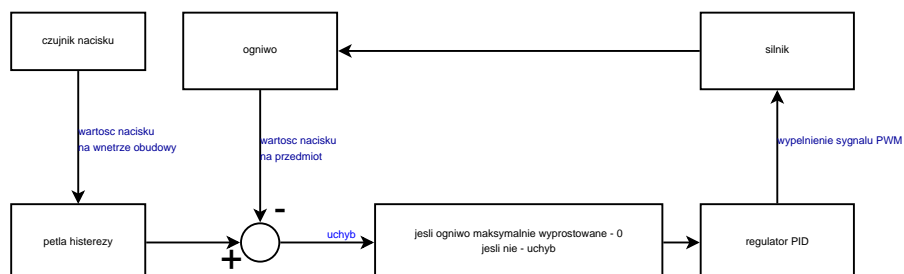 czujnik nacisku
ogniwo
silnik
wartosc nacisku
na wnetrze obudowy
wartosc nacisku
na przedmiot
wypelnienie sygnalu PWM
-
petla histerezy
+
uchyb
jesli ogniwo maksymalnie wyprostowane - 0
jesli nie - uchyb
regulator PID